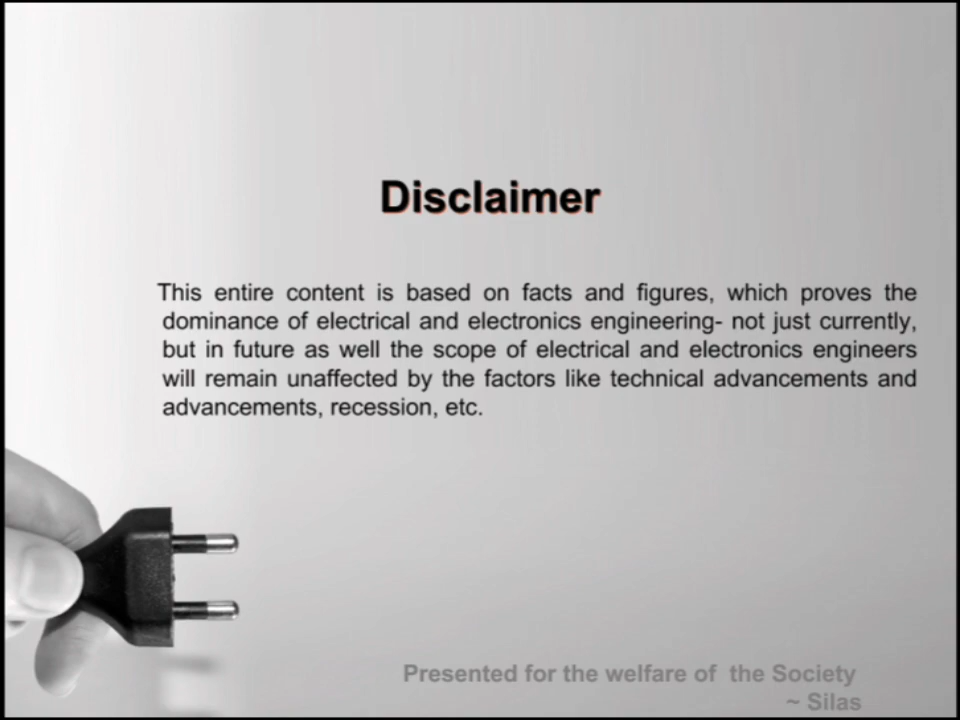 Disclaimer
This entire content is based on facts and figures, which proves the
dominance of electrical and electronics engineering- not just currently,
but in future as well the scope of electrical and electronics engineers
will remain unaffected by the factors like technical advancements and
advancements, recession, etc.
Presented for the welfare of the Society
~ Silas